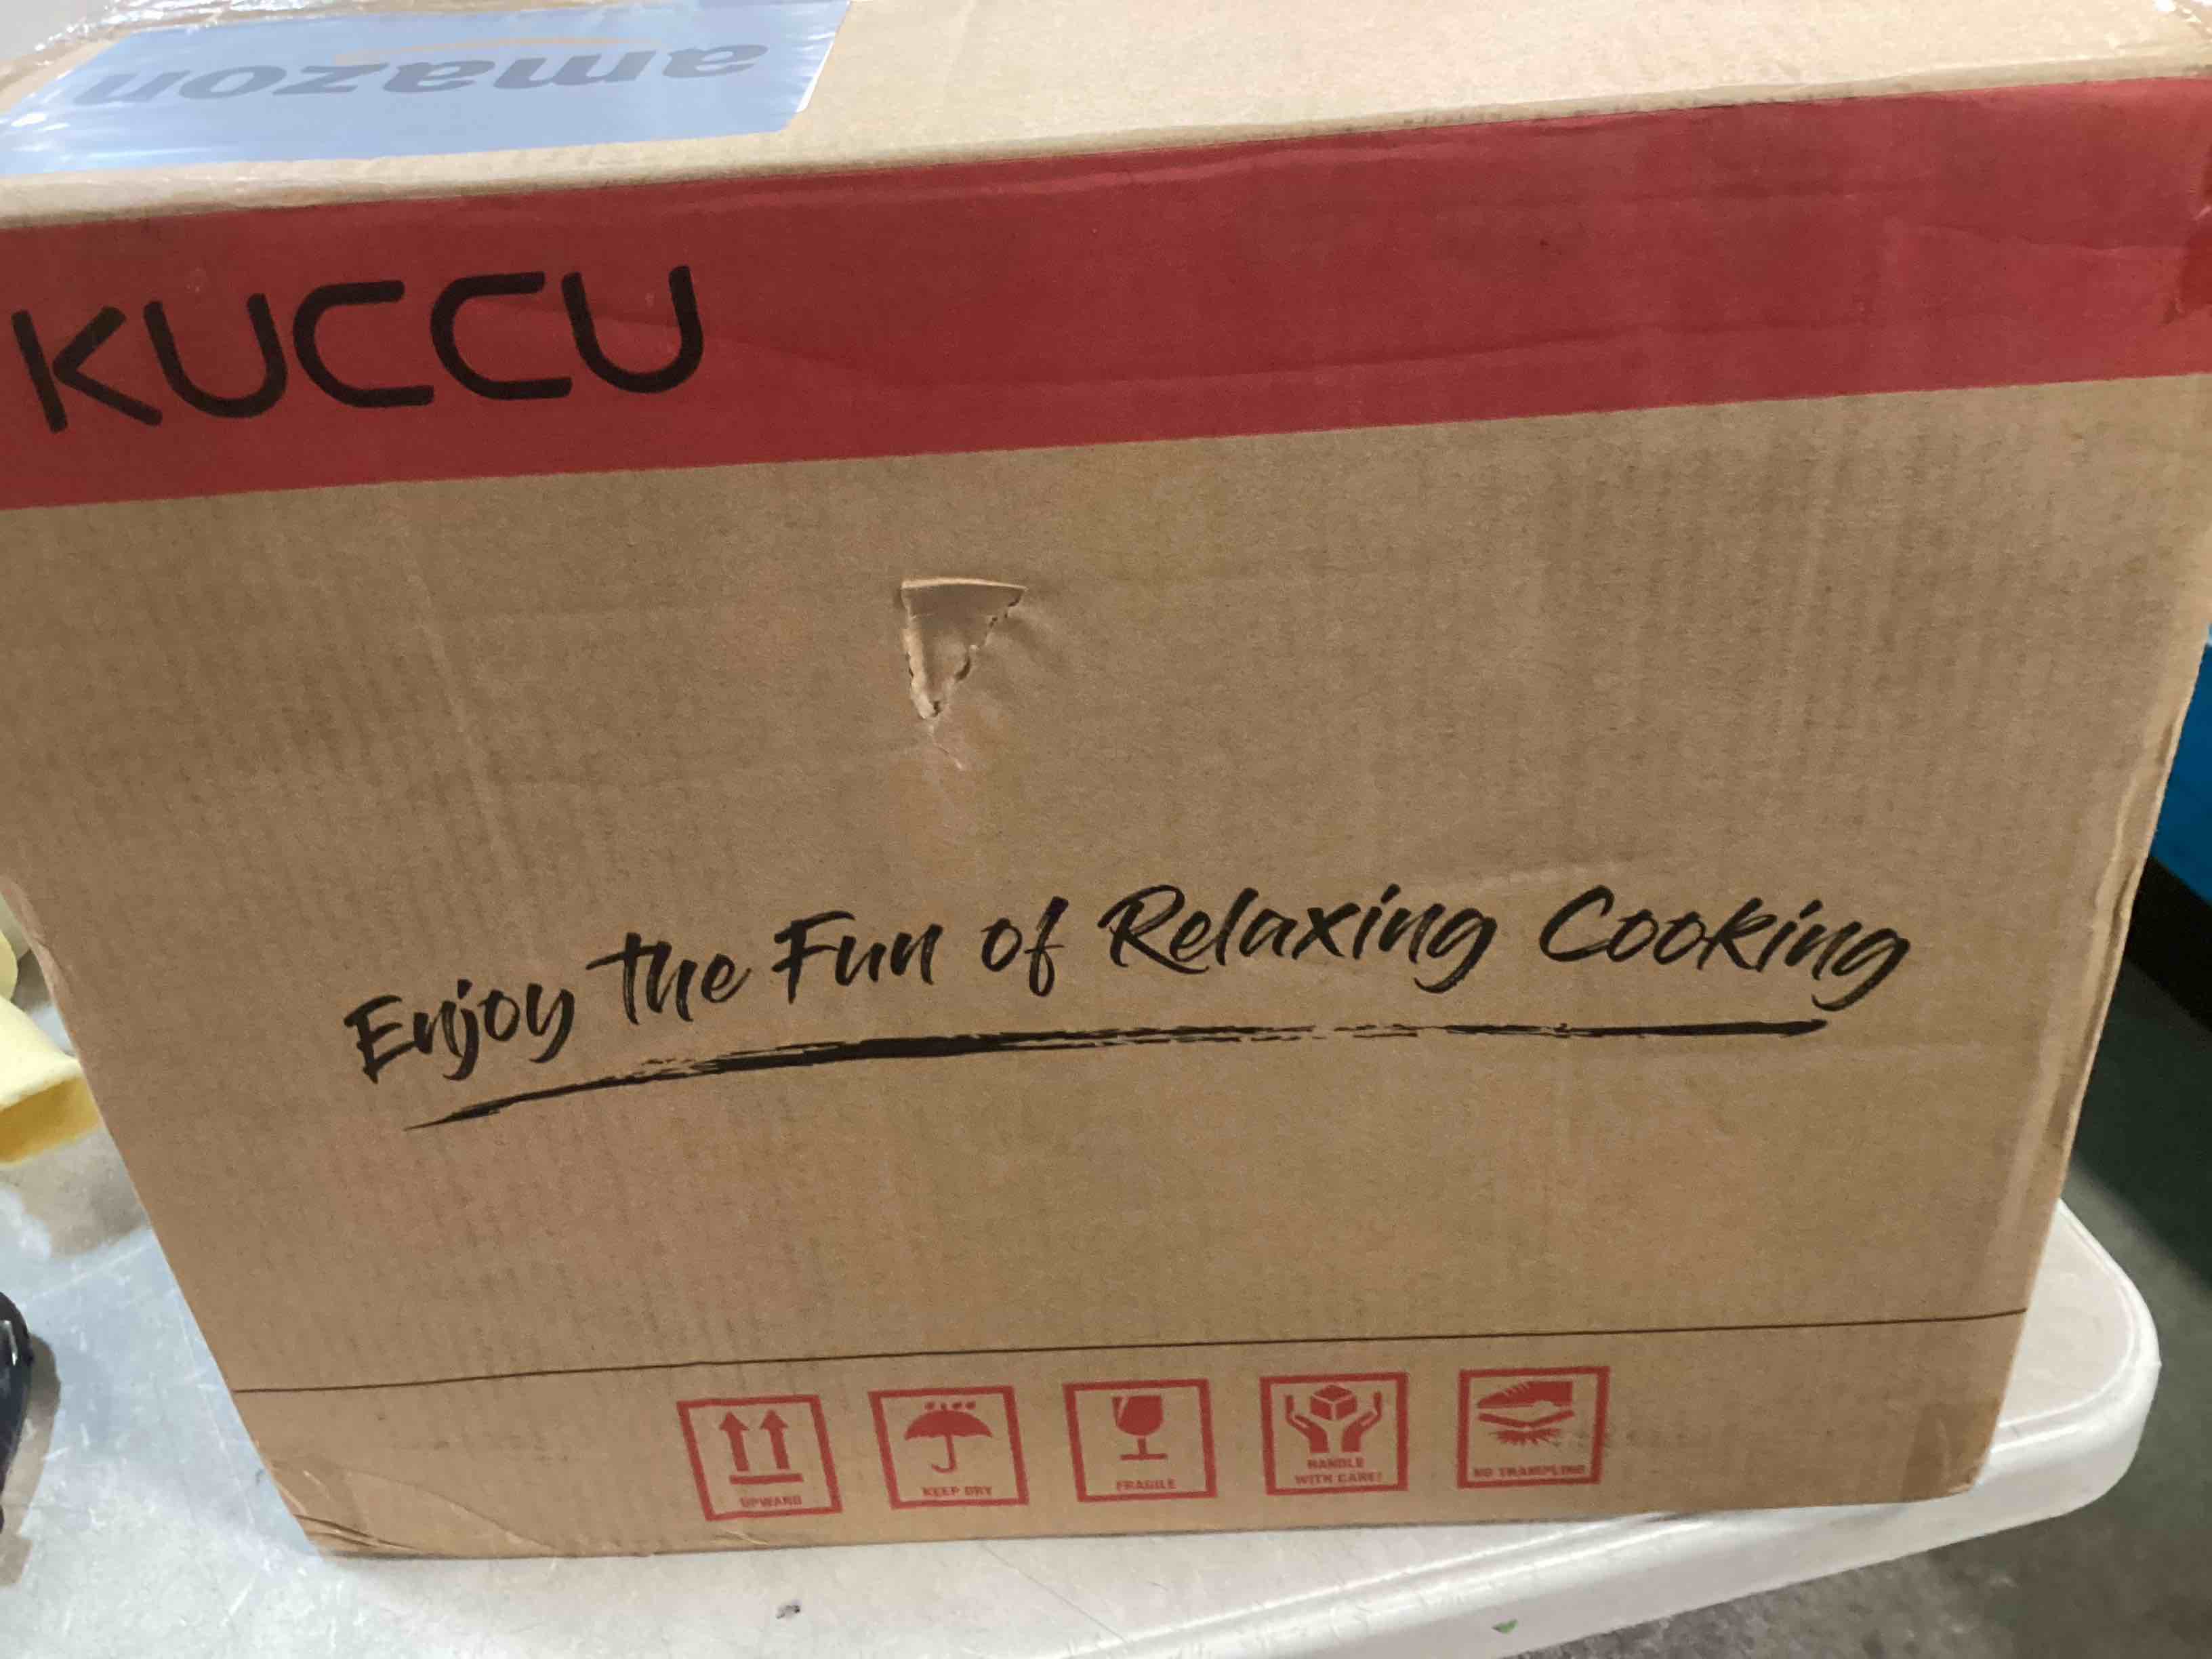 amazon
KUCCU
Enjoy the Fun of Relaxing Cooking
UPWARD
KEEP DRY
FRAGILE
HANDLE
WITH CARE!
NO TRAMPLING